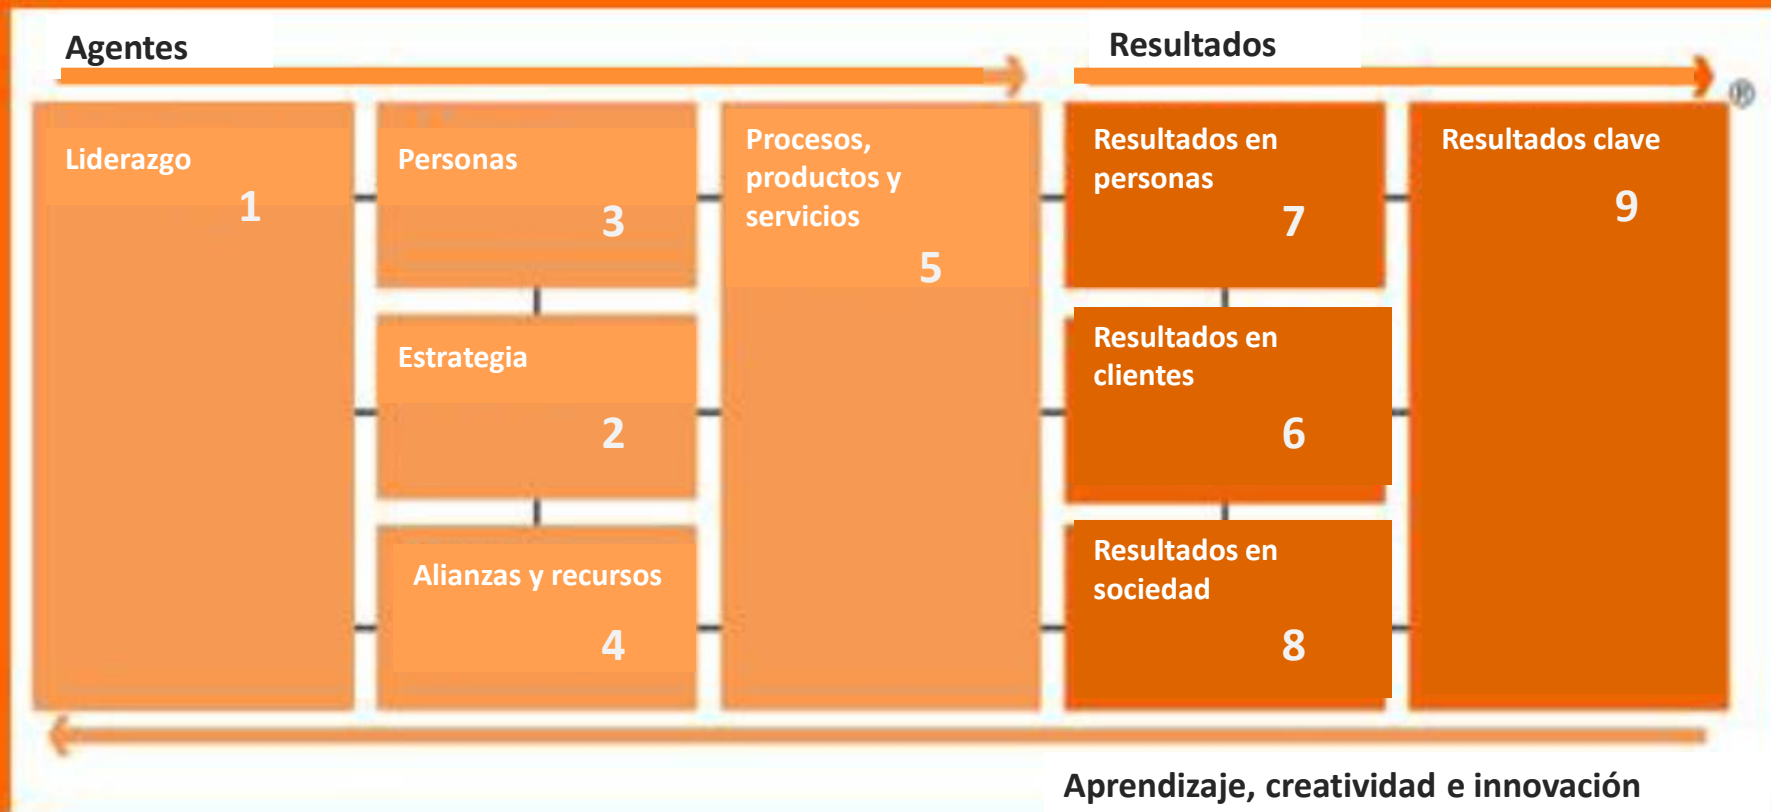 Agentes
Resultados
®
Liderazgo
1
Personas
3
Procesos,
productos y
servicios
5
Resultados en
personas
7
Resultados clave
9
Estrategia
2
Resultados en
clientes
6
Alianzas y recursos
4
Resultados en
sociedad
8
Aprendizaje, creatividad e innovación